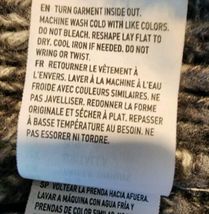 EN TURN GARMENT INSIDE OUT.
MACHINE WASH COLD WITH LIKE COLORS.
DO NOT BLEACH. RESHAPE LAY FLAT TO
DRY. COOL IRON IF NEEDED. DO NOT
WRING OR TWIST.
FR RETOURNER LE VÊTEMENT À
L'ENVERS. LAVER À LA MACHINE À L'EAU
FROIDE AVEC COULEURS SIMILAIRES. NE
PAS JAVELLISER. REDONNER LA FORME
ORIGINALE ET SÉCHER À PLAT. REPASSER
À BASSE TEMPÉRATURE AU BESOIN. NE
PAS ESSORER NI TORDRE.
SP VOLTEAR LA PRENDA HACIA AFUERA.
LAVAR A MÁQUINA CON AGUA FRÍA Y
PRENDAS DE COLOR SIMILAR.